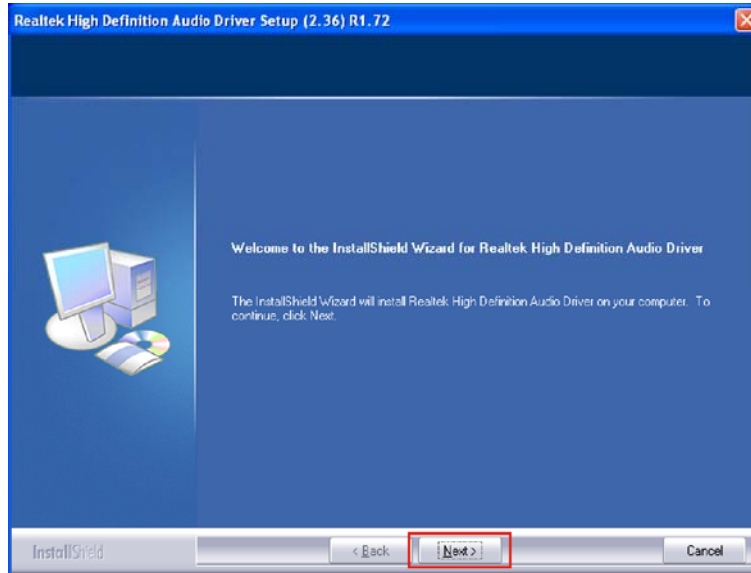 Realtek High Definition Audio Driver Setup (2.36) R1.72
Welcome to the InstallShield Wizard for Realtek High Definition Audio Driver
The InstallShield Wizard will install Realtek High Definition Audio Driver on your computer. To
continue, click Next.
InstallShield
< Back Next > Cancel